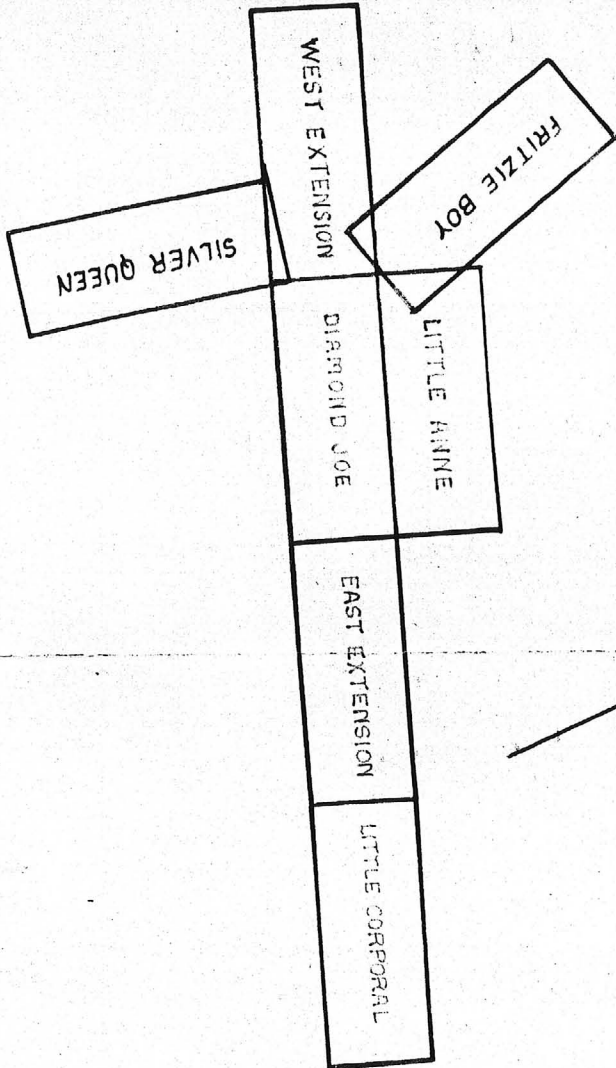 WEST EXTENSION
FRITZIE BOY
SILVER QUEEN
DIAMOND JOE
LITTLE ANNE
EAST EXTENSION
LITTLE CORPORAL